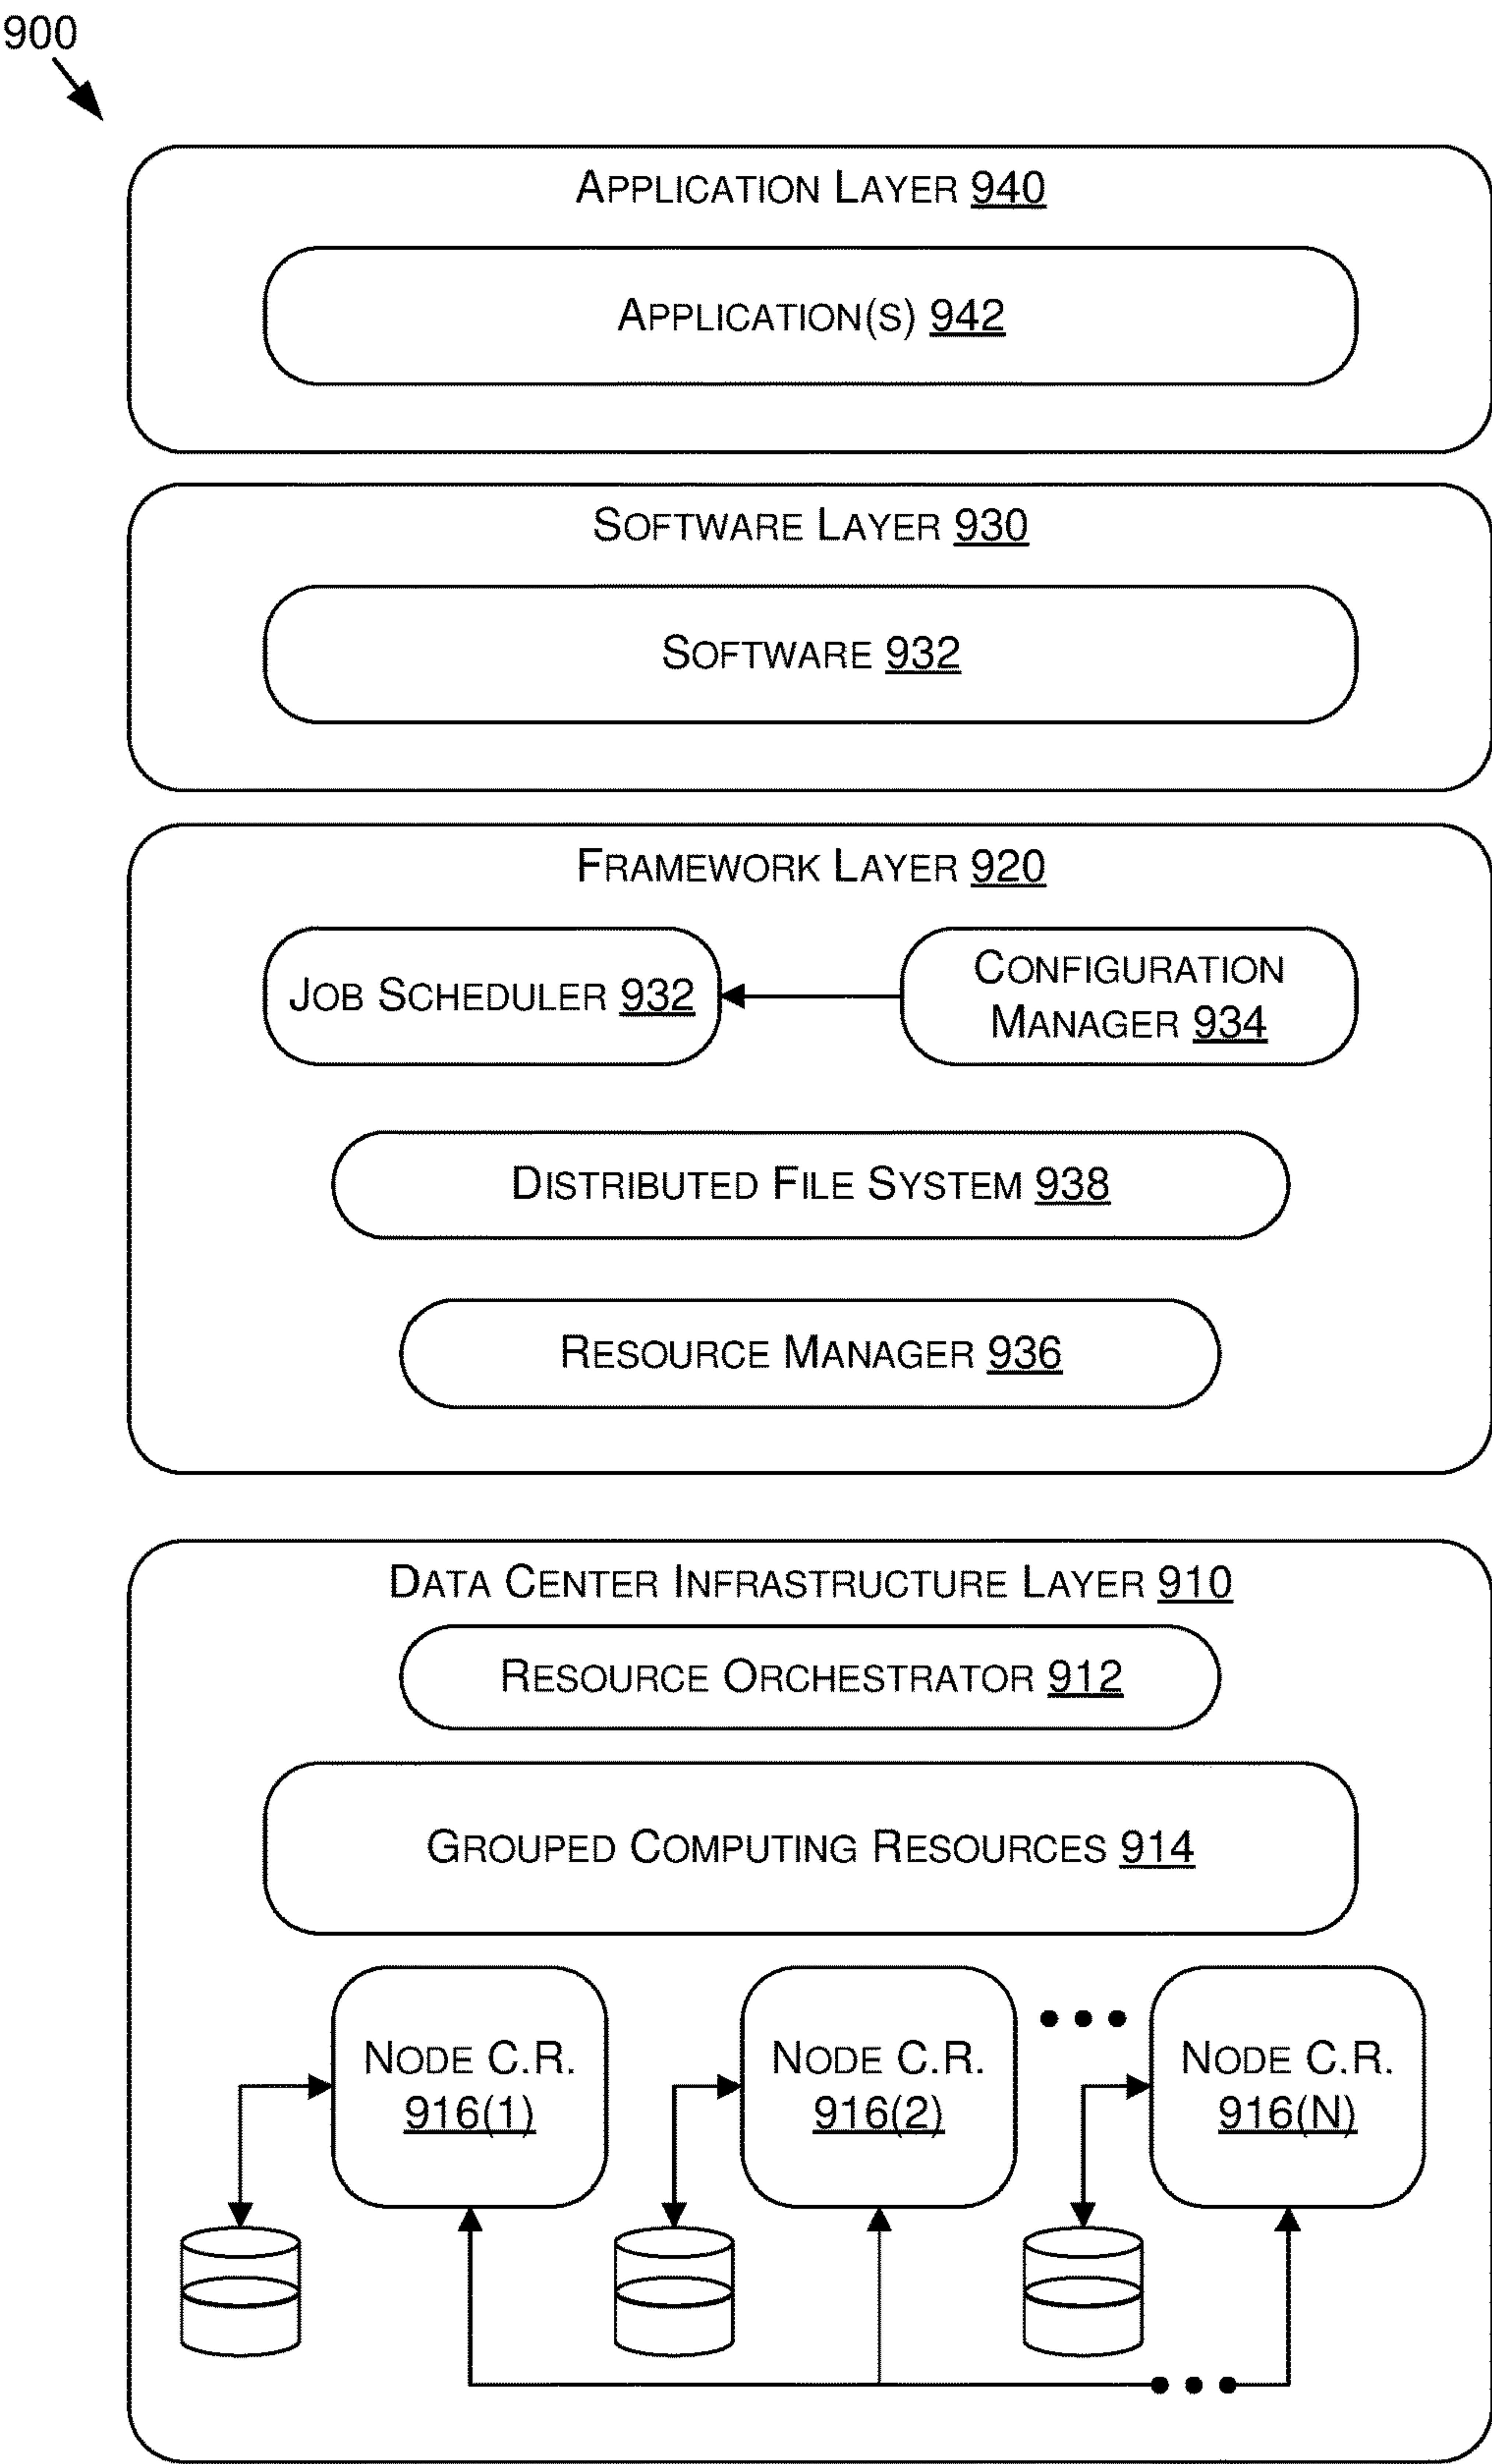 900
APPLICATION LAYER 940
APPLICATION(S) 942
SOFTWARE LAYER 930
SOFTWARE 932
FRAMEWORK LAYER 920
JOB SCHEDULER 932
CONFIGURATION
MANAGER 934
DISTRIBUTED FILE SYSTEM 938
RESOURCE MANAGER 936
DATA CENTER INFRASTRUCTURE LAYER 910
RESOURCE ORCHESTRATOR 912
GROUPED COMPUTING RESOURCES 914
NODE C.R.
916(1)
NODE C.R.
916(2)
NODE C.R.
916(N)